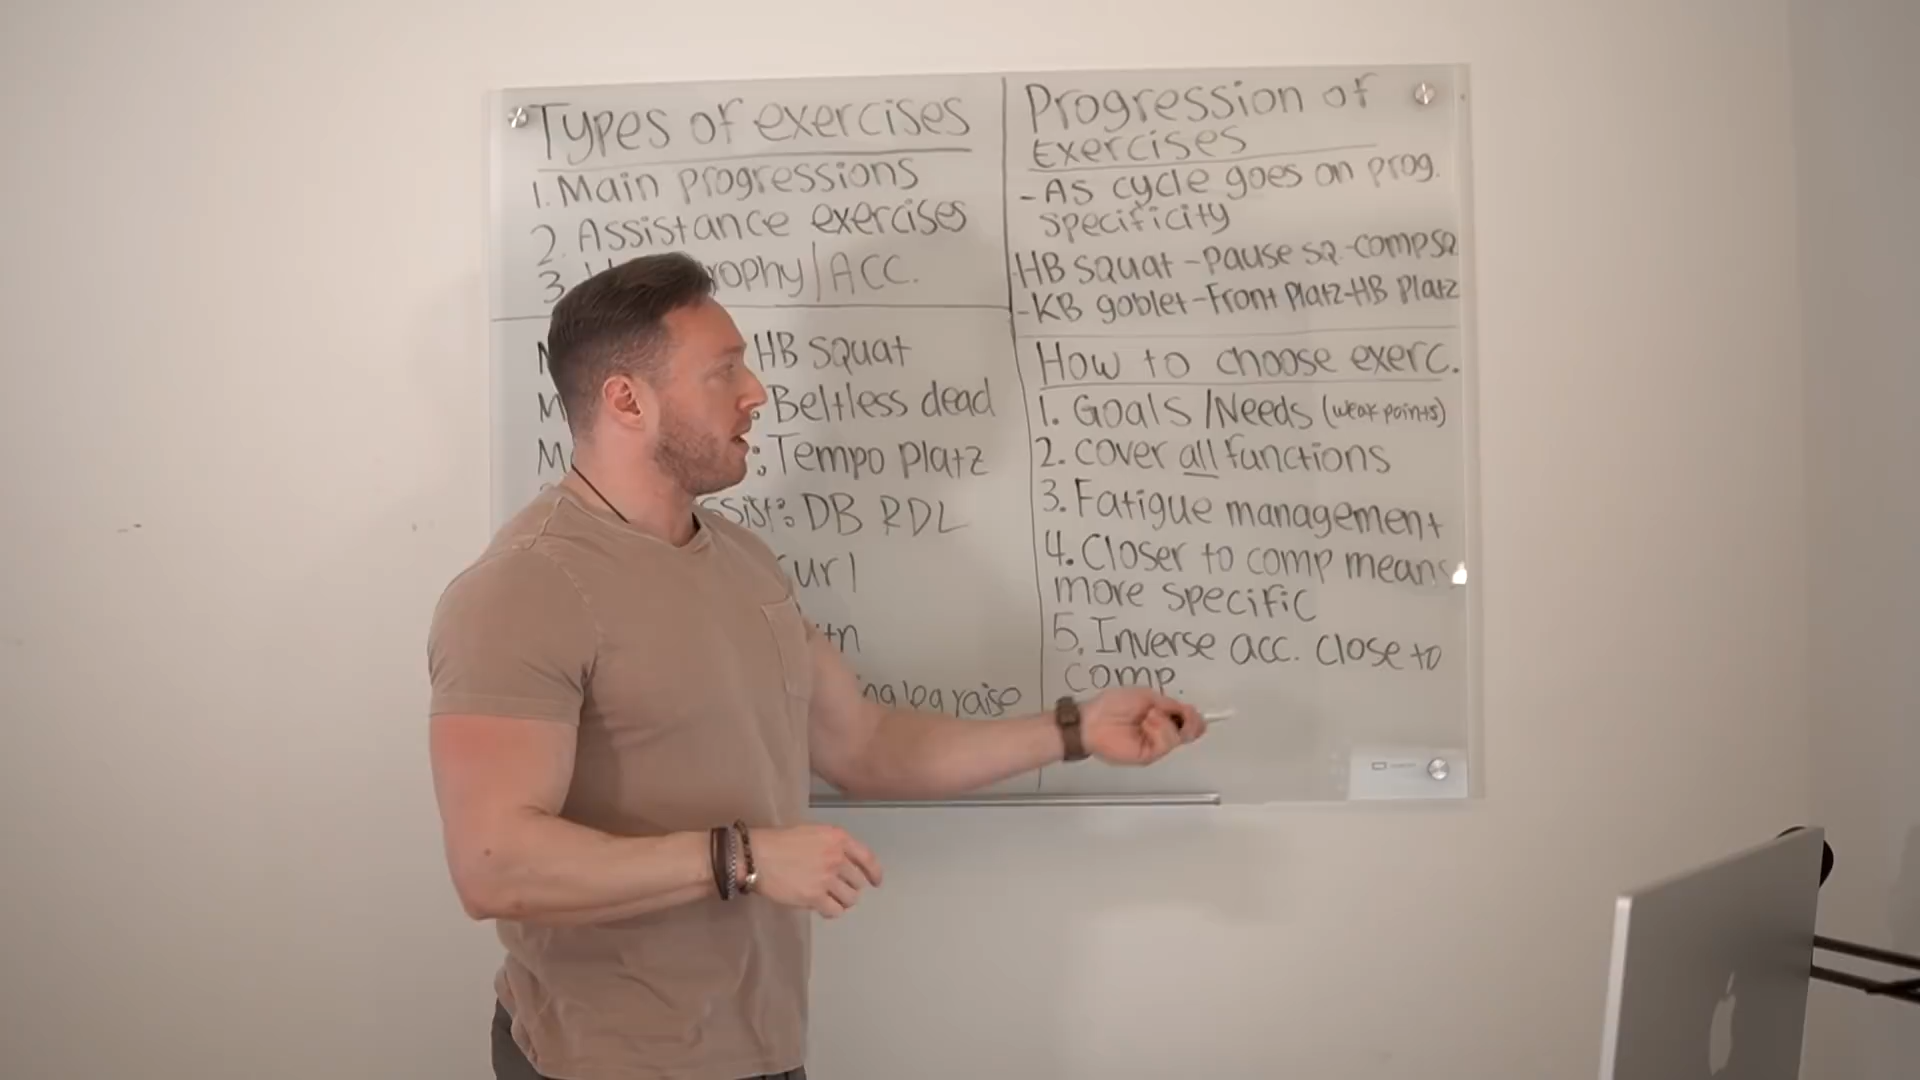 Types of exercises
1. Main progressions
2. Assistance exercises
3. rophy/ACC.
HB squat
: Beltless dead
: Tempo platz
ssist: DB RDL
curl
leg raise
Progression of
Exercises
- As cycle goes on prog.
specificity
HB squat - pause sq - comp sq
- KB goblet - Front platz - HB platz
How to choose exerc.
1. Goals/Needs (weak points)
2. cover all functions
3. Fatigue management
4. Closer to comp means
more specific
5. Inverse acc. close to
comp.